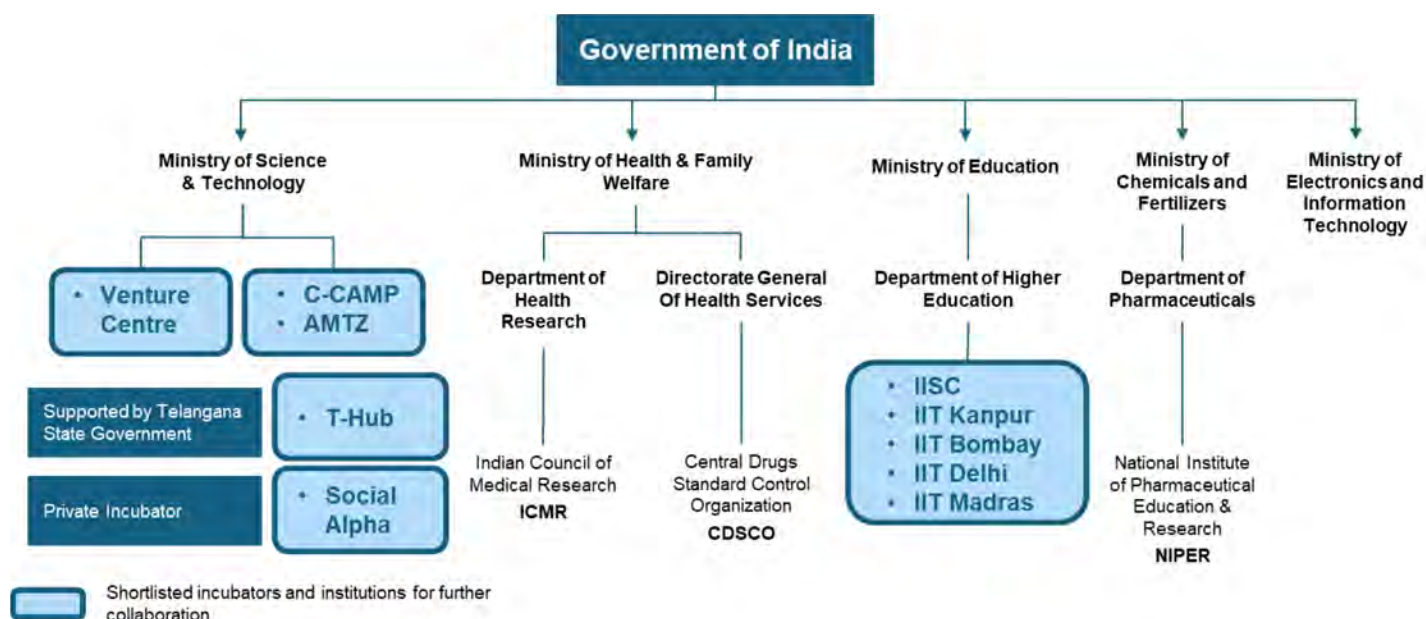 Government of India
Ministry of Science
& Technology
Ministry of Health & Family
Welfare
Ministry of Education
Ministry of
Chemicals and
Fertilizers
Ministry of
Electronics and
Information
Technology
• Venture
Centre
• C-CAMP
• AMTZ
Department of
Health
Research
Directorate General
Of Health Services
Department of Higher
Education
Department of
Pharmaceuticals
Supported by Telangana
State Government
• T-Hub
Private Incubator
• Social
Alpha
Indian Council of
Medical Research
ICMR
Central Drugs
Standard Control
Organization
CDSCO
• IISC
• IIT Kanpur
• IIT Bombay
• IIT Delhi
• IIT Madras
National Institute
of Pharmaceutical
Education &
Research
NIPER
Shortlisted incubators and institutions for further
collaboration